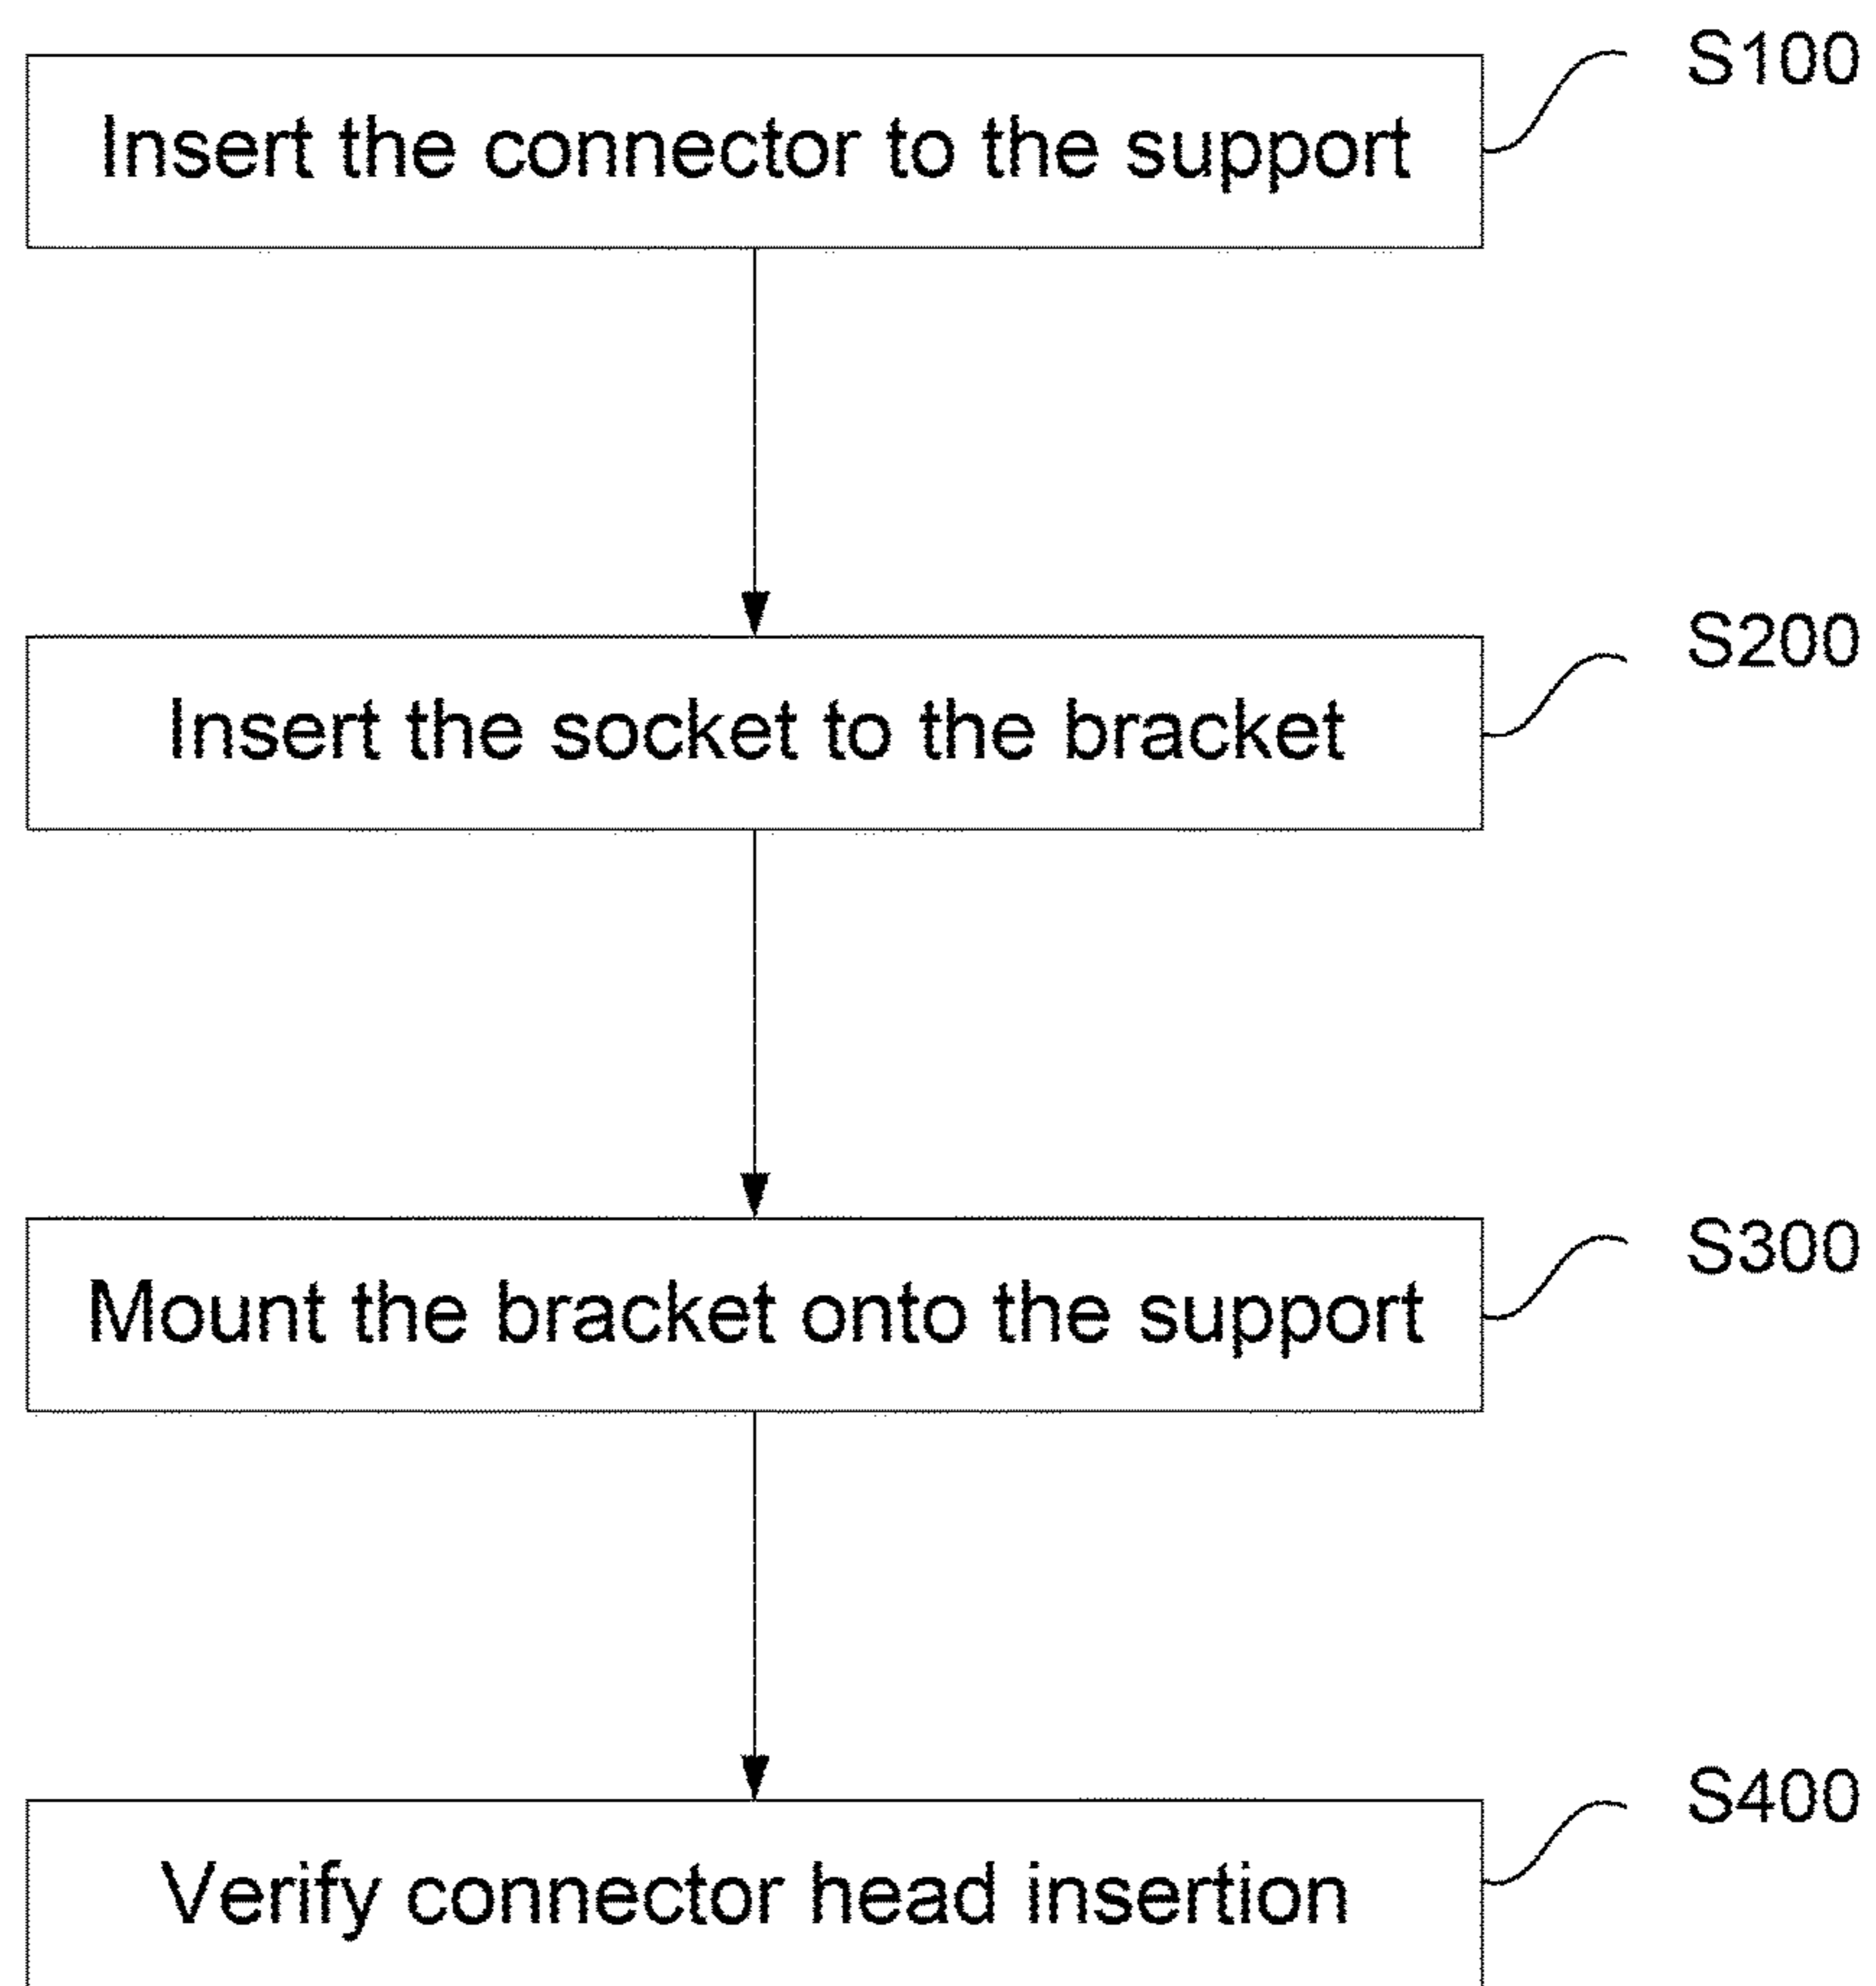 Insert the connector to the support
S100
Insert the socket to the bracket
S200
Mount the bracket onto the support
S300
Verify connector head insertion
S400